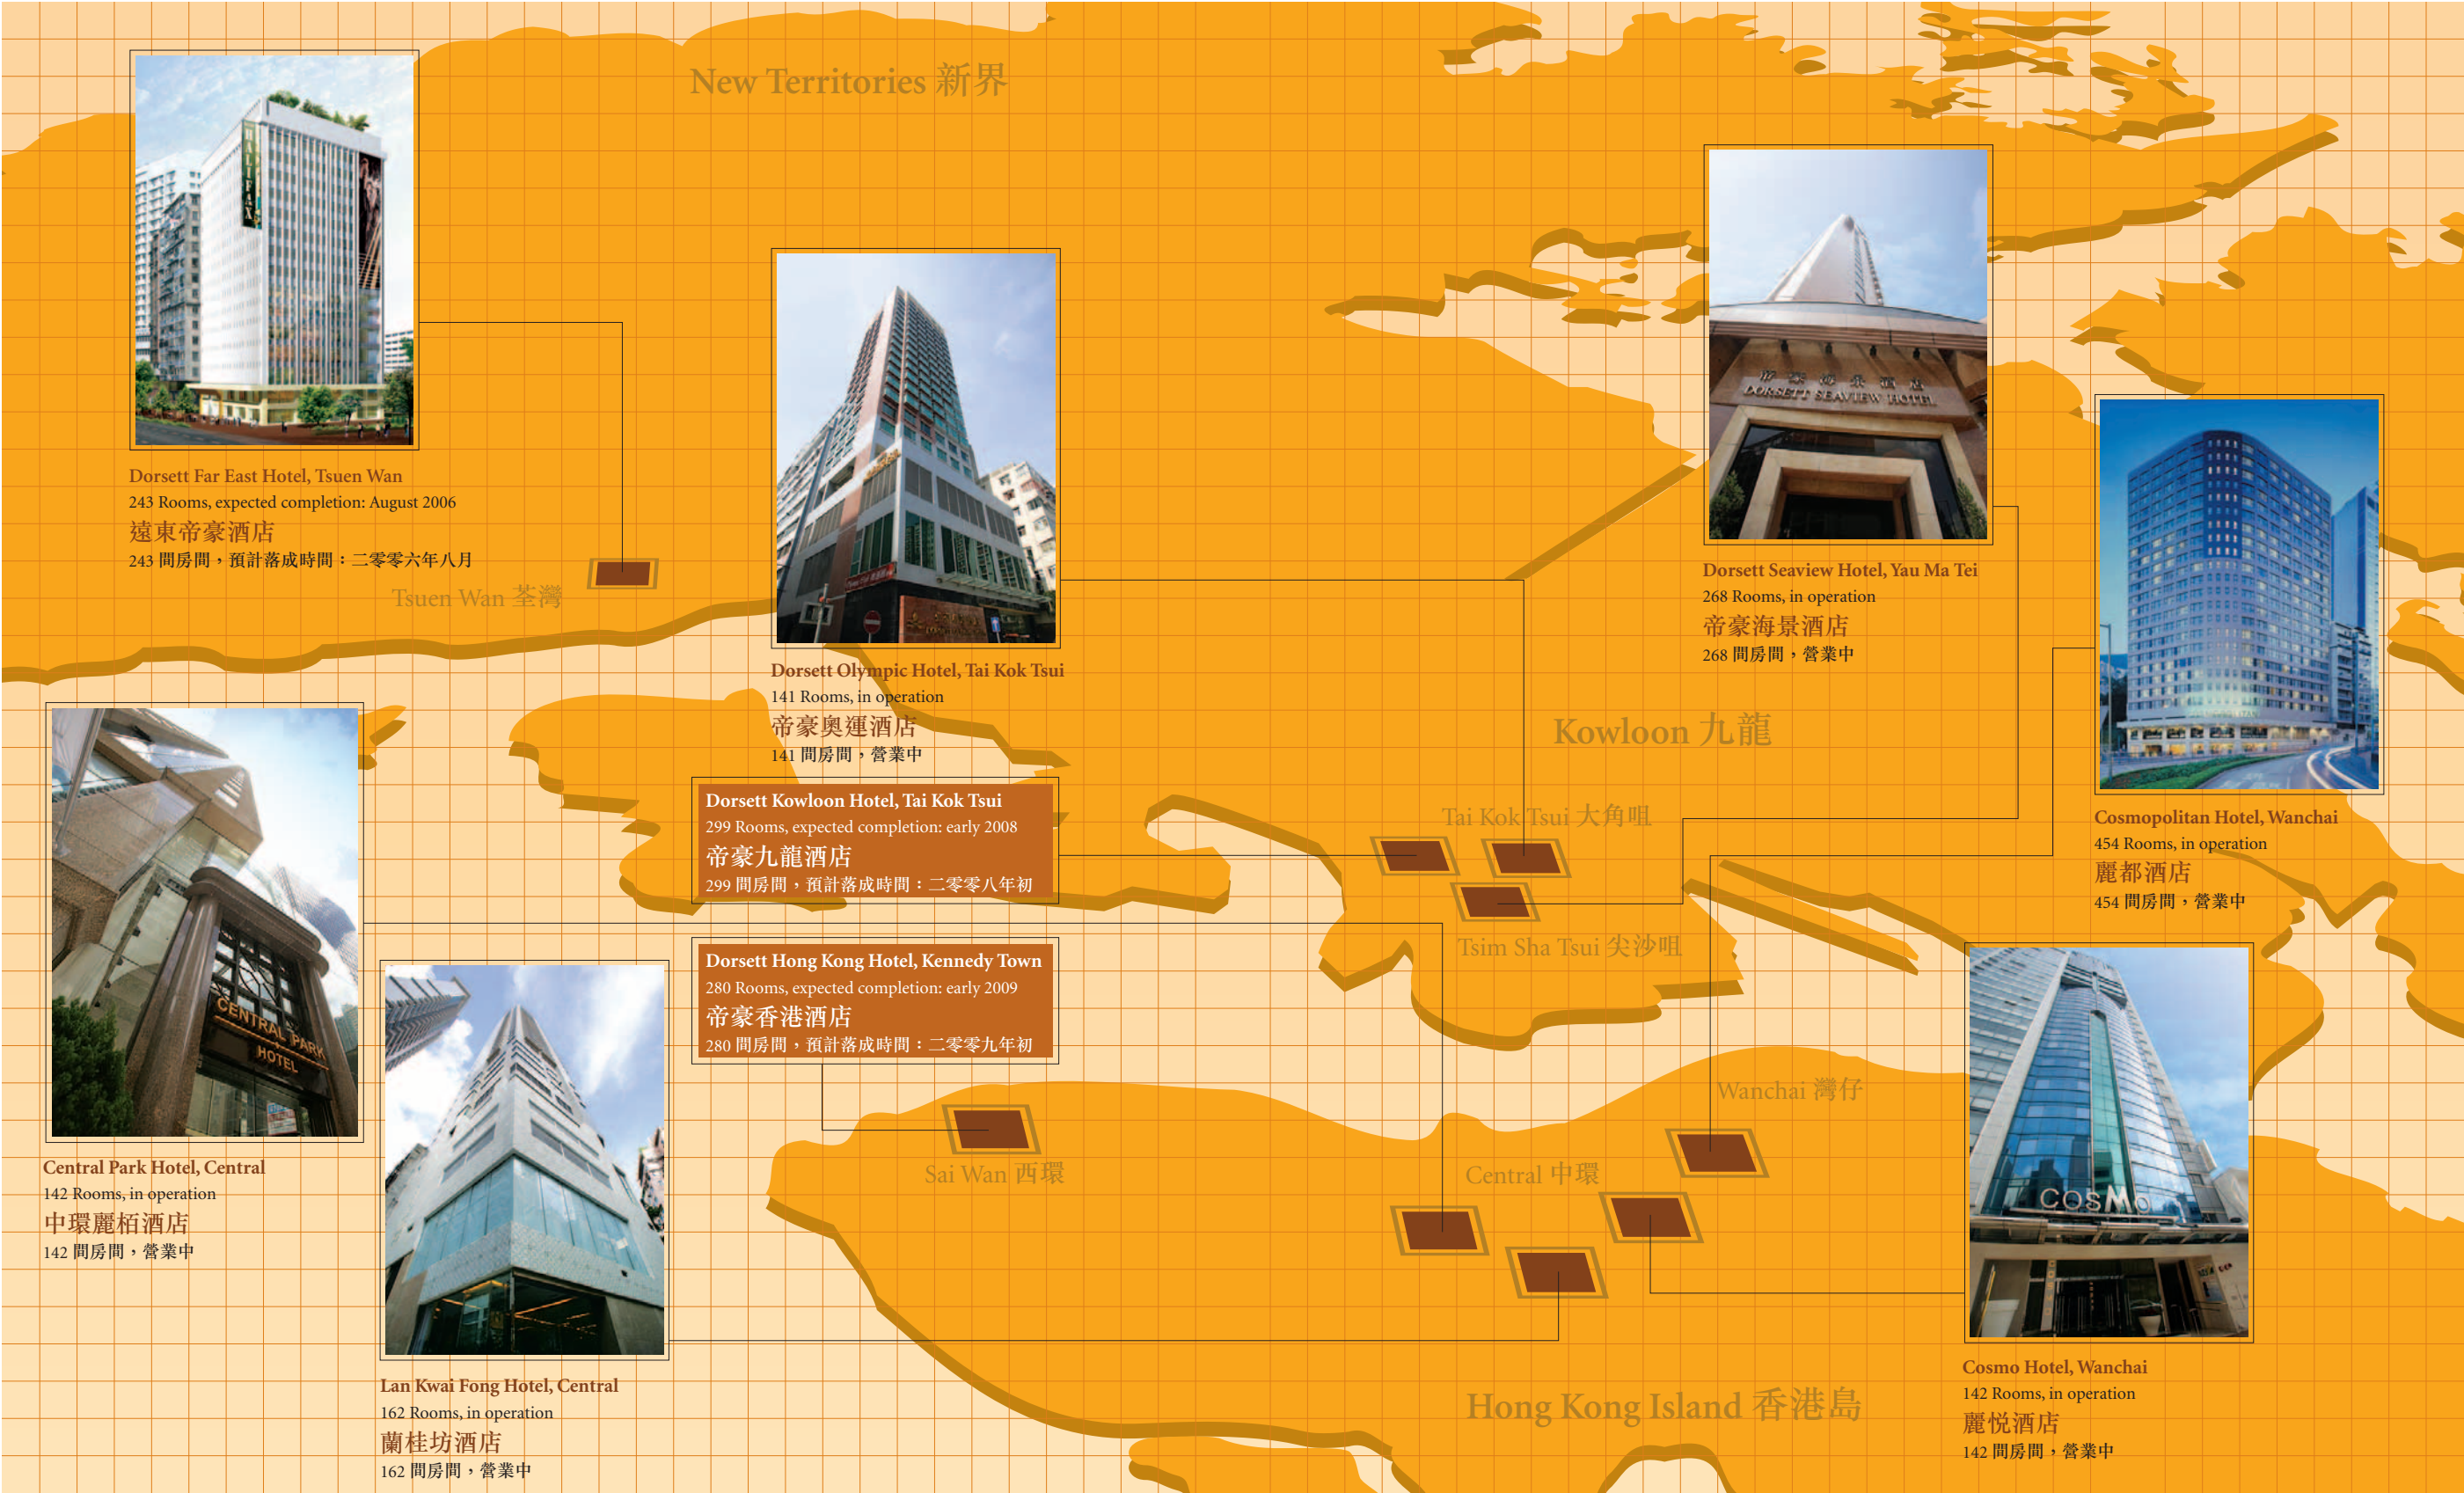 New Territories 新界
HALIFAX
Dorsett Far East Hotel, Tsuen Wan
243 Rooms, expected completion: August 2006
遠東帝豪酒店
243 間房間，預計落成時間：二零零六年八月
Tsuen Wan 荃灣
Dorsett Olympic Hotel, Tai Kok Tsui
141 Rooms, in operation
帝豪奧運酒店
141 間房間，營業中
帝豪海景酒店
DORSETT SEAVIEW HOTEL
Dorsett Seaview Hotel, Yau Ma Tei
268 Rooms, in operation
帝豪海景酒店
268 間房間，營業中
Kowloon 九龍
Cosmopolitan Hotel, Wanchai
454 Rooms, in operation
麗都酒店
454 間房間，營業中
Dorsett Kowloon Hotel, Tai Kok Tsui
299 Rooms, expected completion: early 2008
帝豪九龍酒店
299 間房間，預計落成時間：二零零八年初
Tai Kok Tsui 大角咀
Tsim Sha Tsui 尖沙咀
Dorsett Hong Kong Hotel, Kennedy Town
280 Rooms, expected completion: early 2009
帝豪香港酒店
280 間房間，預計落成時間：二零零九年初
CENTRAL PARK
HOTEL
Central Park Hotel, Central
142 Rooms, in operation
中環麗栢酒店
142 間房間，營業中
Sai Wan 西環
Central 中環
Wanchai 灣仔
Lan Kwai Fong Hotel, Central
162 Rooms, in operation
蘭桂坊酒店
162 間房間，營業中
Hong Kong Island 香港島
COSMO
Cosmo Hotel, Wanchai
142 Rooms, in operation
麗悅酒店
142 間房間，營業中